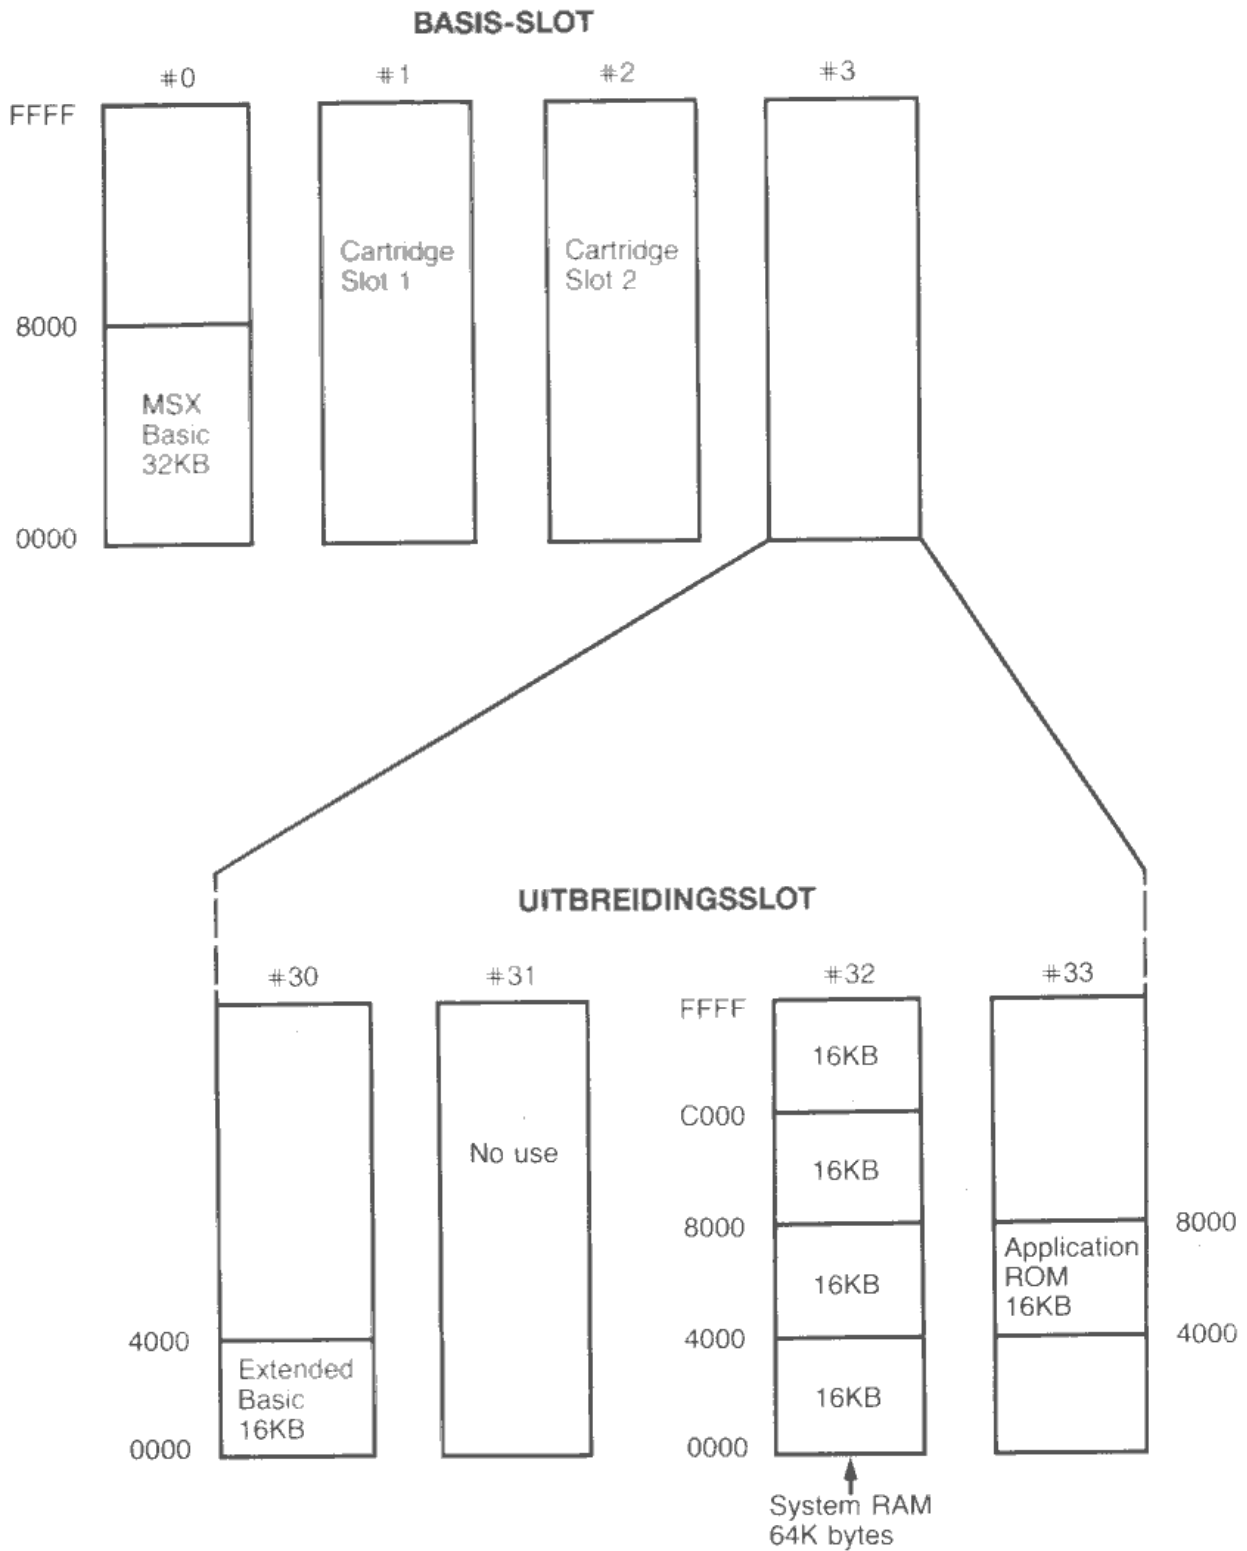 BASIS-SLOT
#0
#1
#2
#3
FFFF
Cartridge
Slot 1
Cartridge
Slot 2
8000
MSX
Basic
32KB
0000
UITBREIDINGSSLOT
#30
#31
#32
#33
FFFF
16KB
C000
No use
16KB
8000
8000
Application
ROM
16KB
16KB
4000
4000
4000
Extended
Basic
16KB
16KB
0000
0000
System RAM
64K bytes